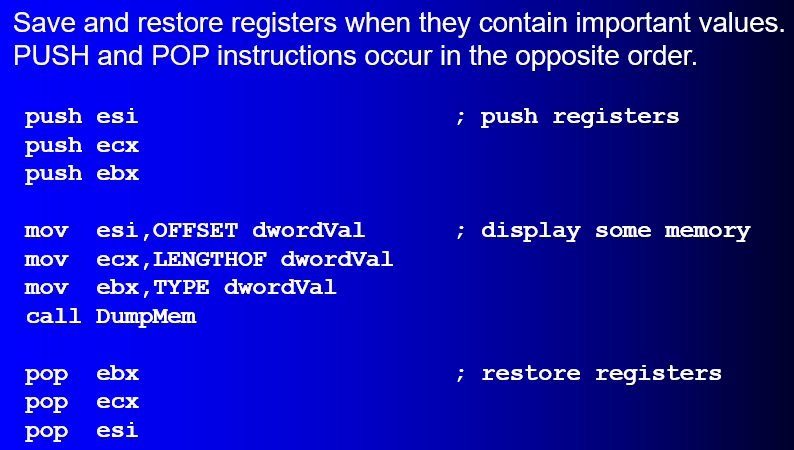 Save and restore registers when they contain important values.
PUSH and POP instructions occur in the opposite order.
push esi ; push registers
push ecx
push ebx
mov esi,OFFSET dwordVal ; display some memory
mov ecx,LENGTHOF dwordVal
mov ebx,TYPE dwordVal
call DumpMem
pop ebx ; restore registers
pop ecx
pop esi